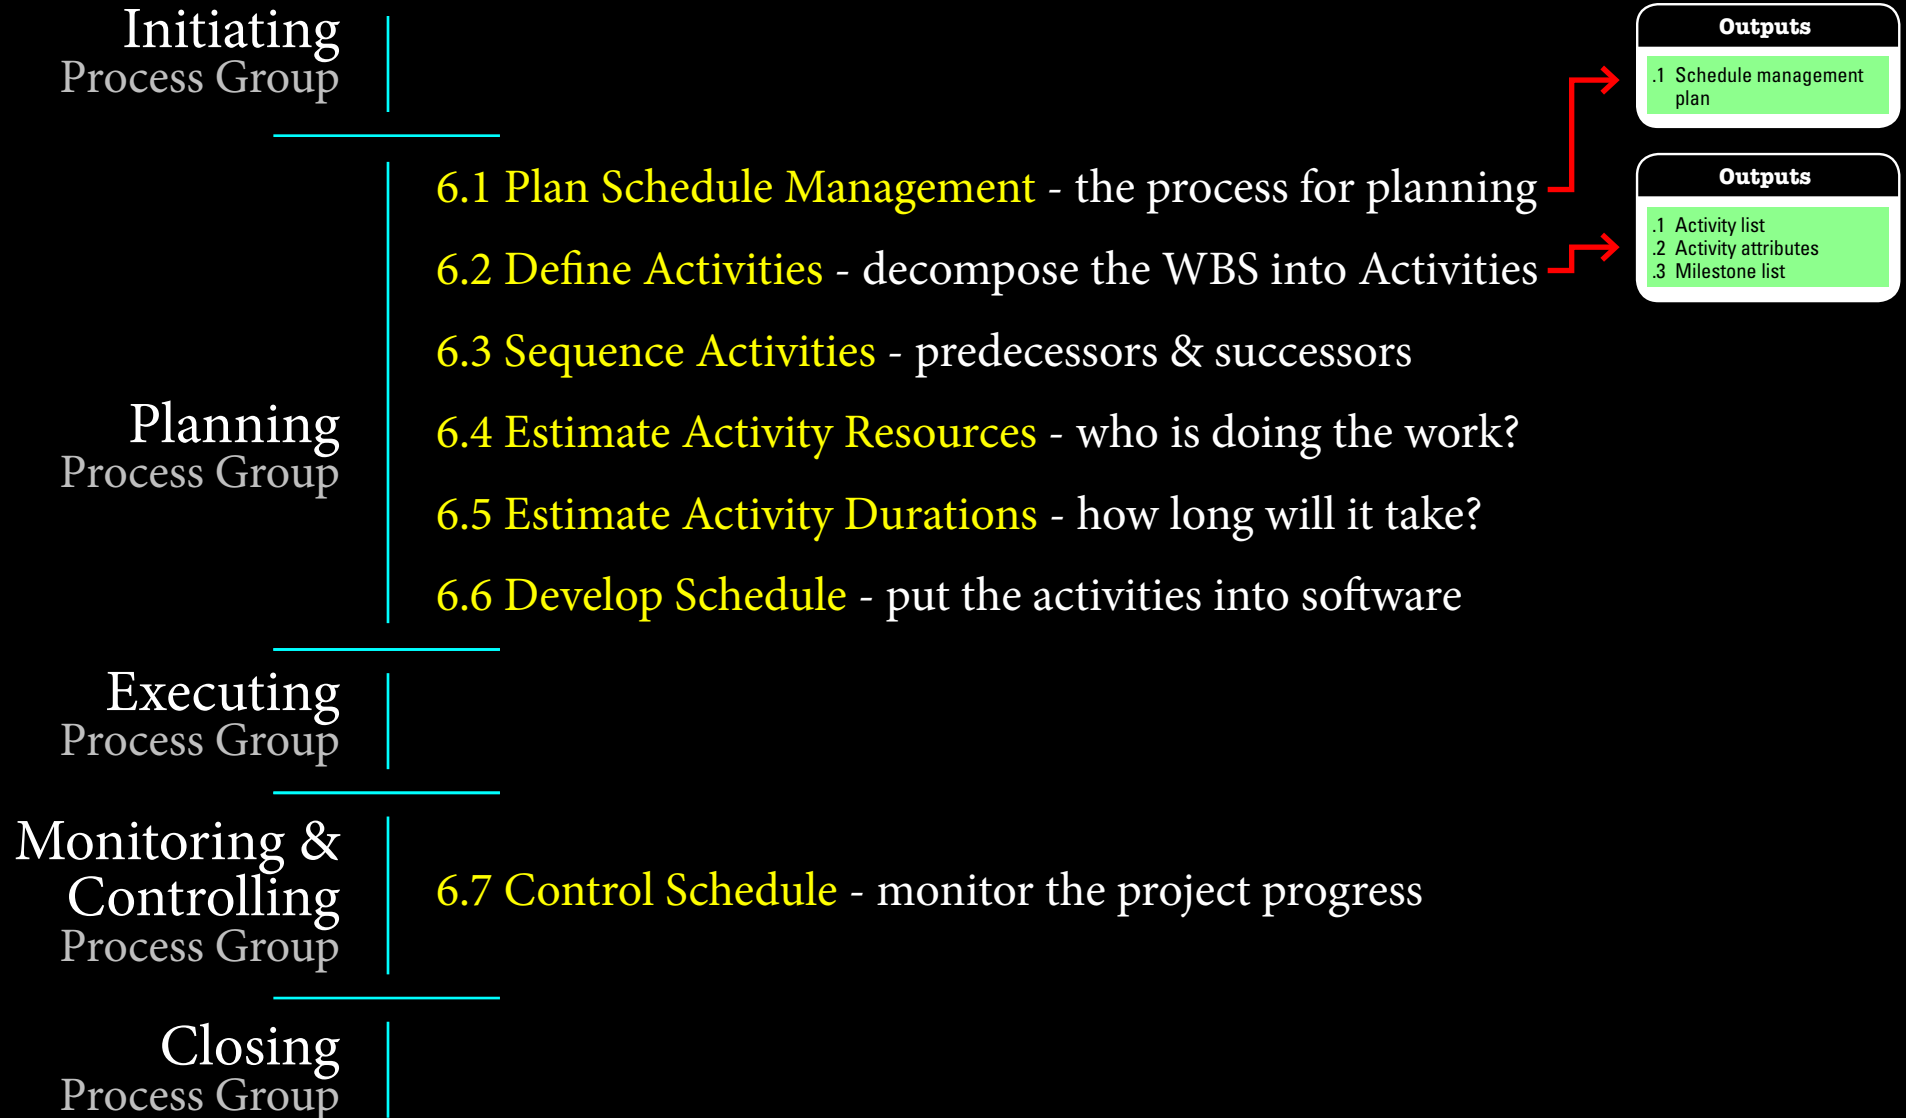 Initiating
Process Group
Outputs
.1 Schedule management
plan
6.1 Plan Schedule Management - the process for planning
Outputs
.1 Activity list
.2 Activity attributes
.3 Milestone list
6.2 Define Activities - decompose the WBS into Activities
6.3 Sequence Activities - predecessors & successors
Planning
Process Group
6.4 Estimate Activity Resources - who is doing the work?
6.5 Estimate Activity Durations - how long will it take?
6.6 Develop Schedule - put the activities into software
Executing
Process Group
Monitoring &
Controlling
Process Group
6.7 Control Schedule - monitor the project progress
Closing
Process Group